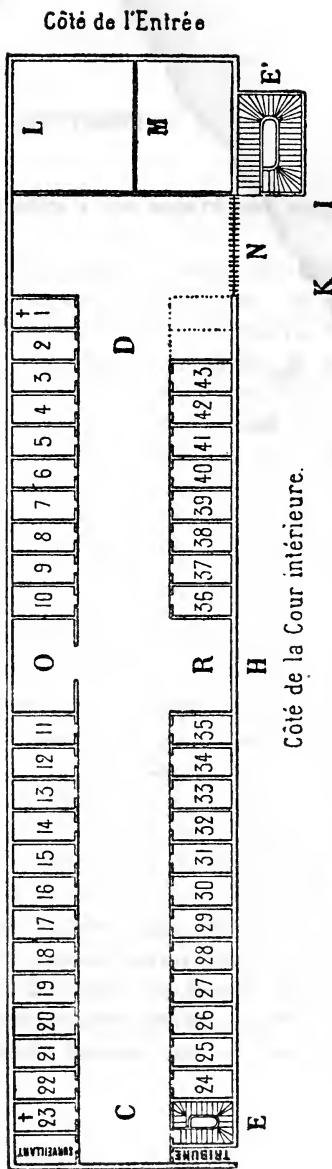 Côté de l'Entrée
L
M
E'
I
K
N
D
† 1
2
3
4
5
6
7
8
9
10
O
11
12
13
14
15
16
17
18
19
20
21
22
† 23
SURVEILLANT
43
42
41
40
39
38
37
36
R
H
35
34
33
32
31
30
29
28
27
26
25
24
C
E
TRIBUNE
Côté de la Cour intérieure.